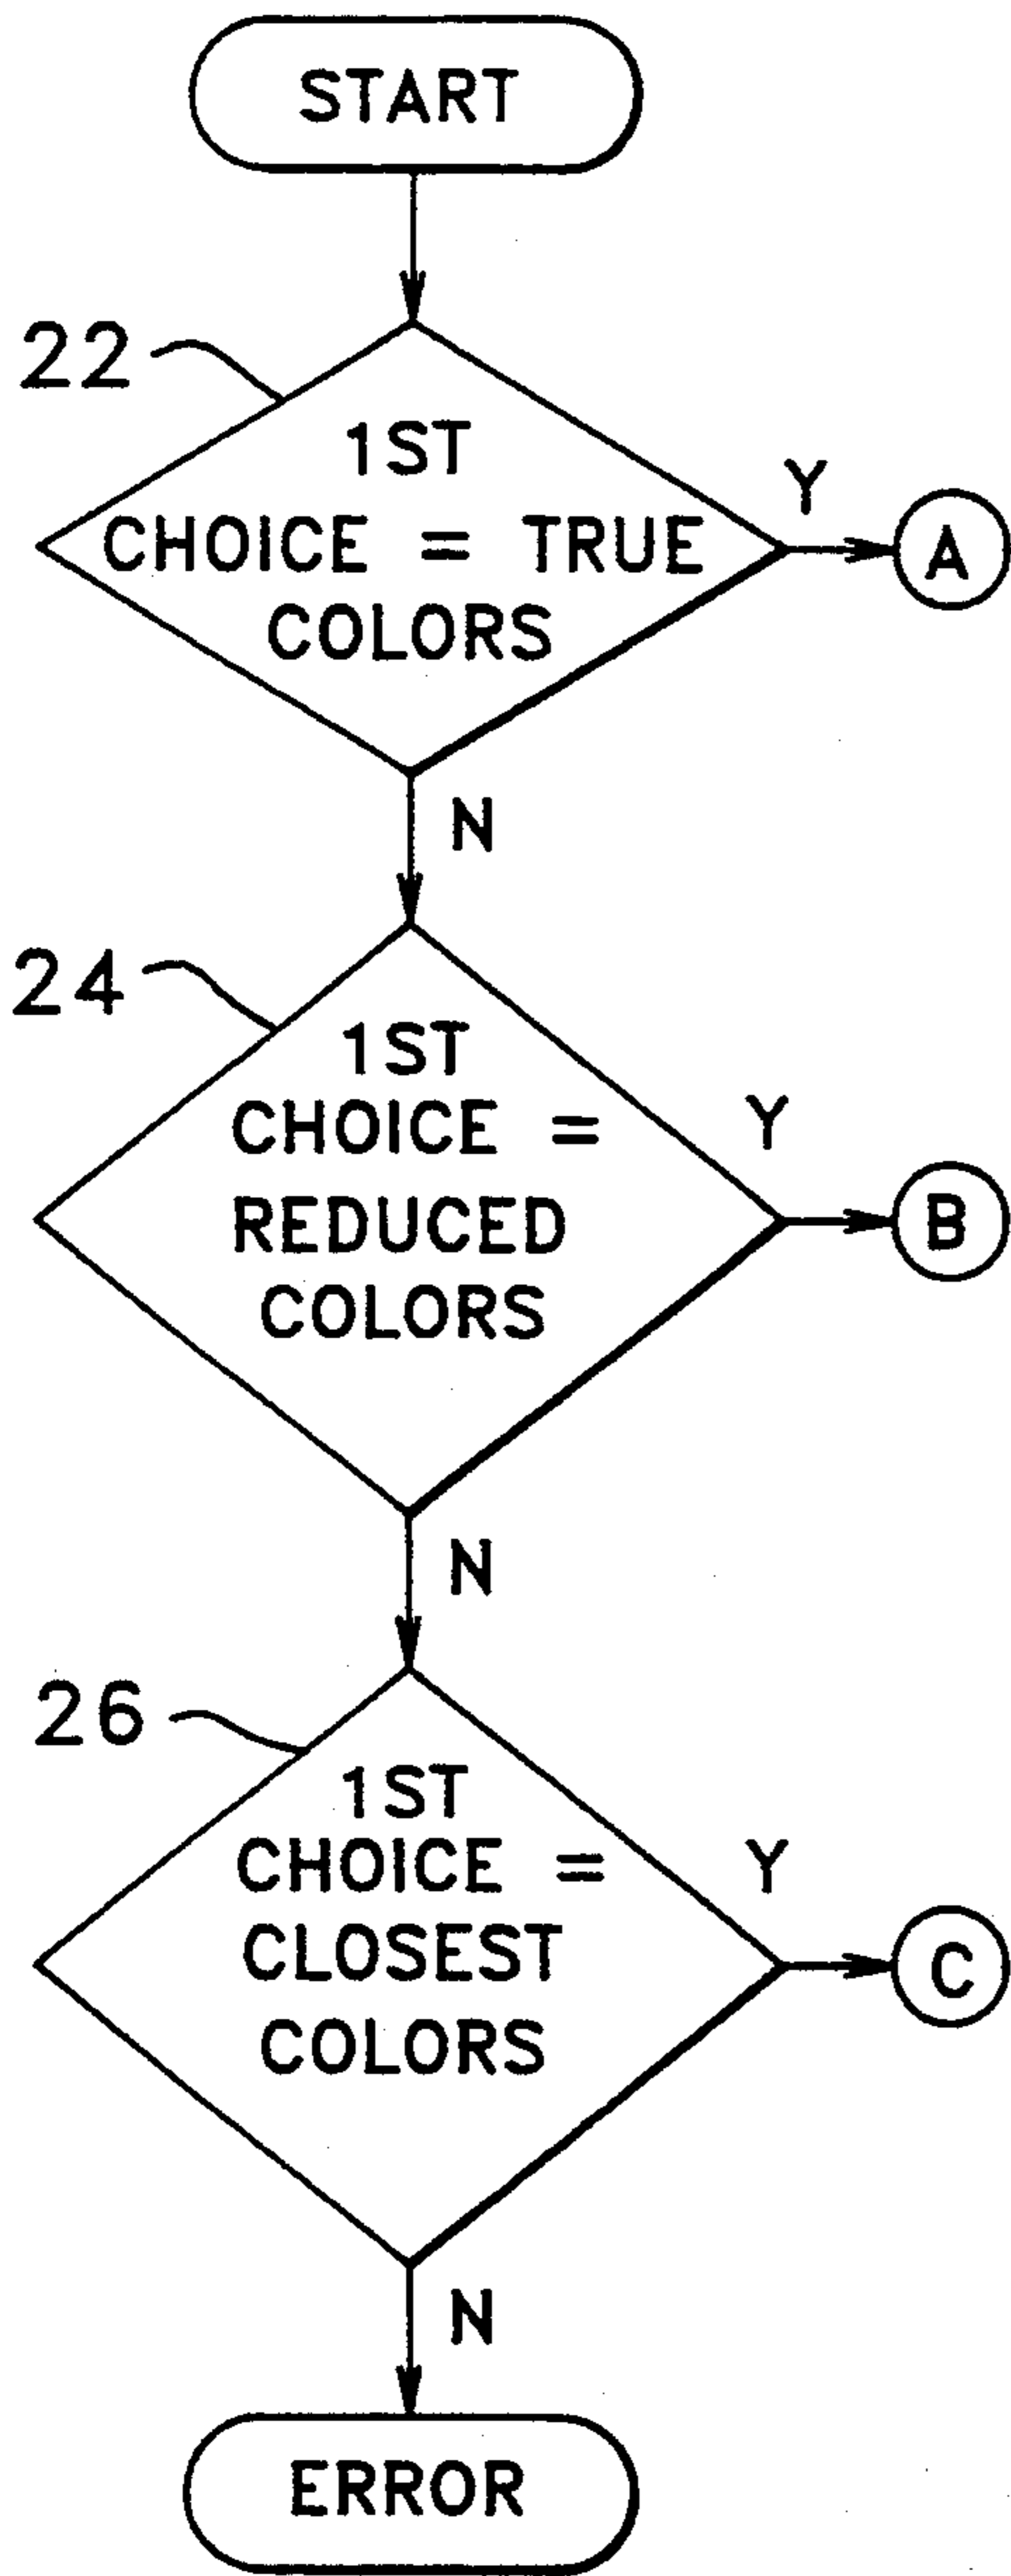 START
22
1ST
CHOICE = TRUE
COLORS
Y
A
N
24
1ST
CHOICE =
REDUCED
COLORS
Y
B
N
26
1ST
CHOICE =
CLOSEST
COLORS
Y
C
N
ERROR